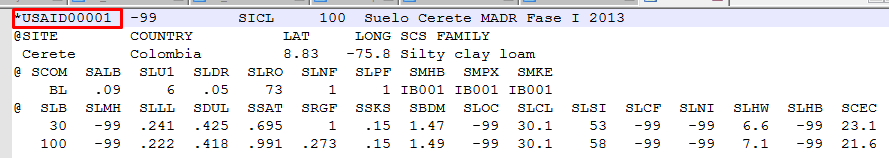 *USAID00001 -99 SICL 100 Suelo Cerete MADR Fase I 2013
@SITE COUNTRY LAT LONG SCS FAMILY
Cerete Colombia 8.83 -75.8 Silty clay loam
@ SCOM SALB SLU1 SLDR SLRO SLNF SLPF SMHB SMPX SMKE
BL .09 6 .05 73 1 1 IB001 IB001 IB001
@ SLB SLMH SLLL SDUL SSAT SRGF SSKS SBDM SLOC SLCL SLSI SLCF SLNI SLHW SLHB SCEC
30 -99 .241 .425 .695 1 .15 1.47 -99 30.1 53 -99 -99 6.6 -99 23.1
100 -99 .222 .418 .991 .273 .15 1.49 -99 30.1 58 -99 -99 7.1 -99 21.6